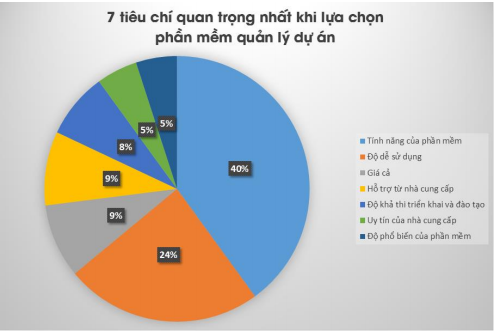 7 tiêu chí quan trọng nhất khi lựa chọn
phần mềm quản lý dự án
40%
24%
9%
9%
8%
5%
5%
Tính năng của phần mềm
Độ dễ sử dụng
Giá cả
Hỗ trợ từ nhà cung cấp
Độ khả thi triển khai và đào tạo
Uy tín của nhà cung cấp
Độ phổ biến của phần mềm